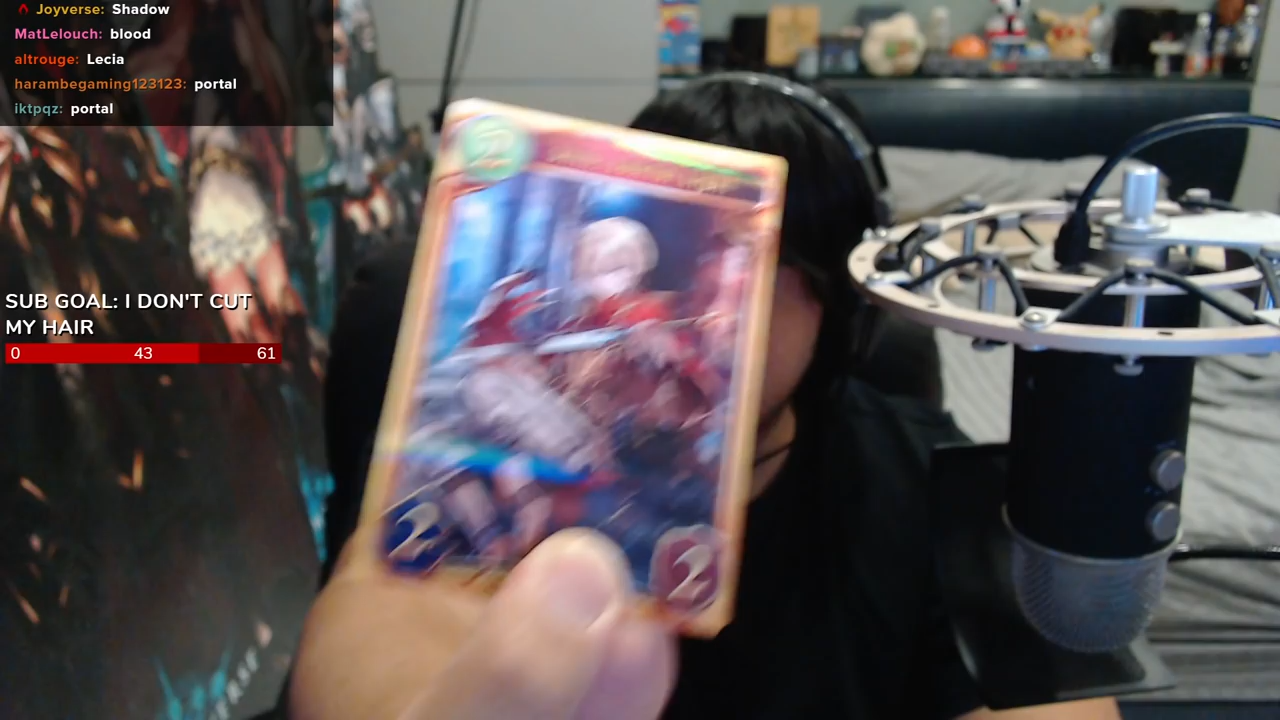 Joyverse: Shadow
MatLelouch: blood
altrouge: Lecia
harambegaming123123: portal
iktpqz: portal
SUB GOAL: I DON'T CUT
MY HAIR
0 43 61
2
2
2